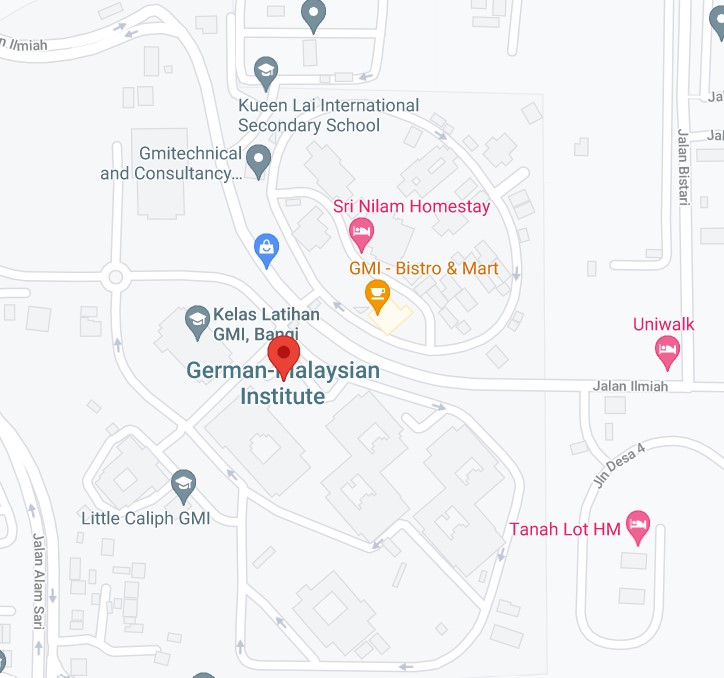 n Ilmiah
Kueen Lai International
Secondary School
Gmitechnical
and Consultancy...
Sri Nilam Homestay
GMI - Bistro & Mart
Kelas Latihan
GMI, Bangi
German-Malaysian
Institute
Uniwalk
Jalan Ilmiah
Jalan Bistari
Ja
Jal
Jln Desa 4
Tanah Lot HM
Little Caliph GMI
Jalan Alam Sari